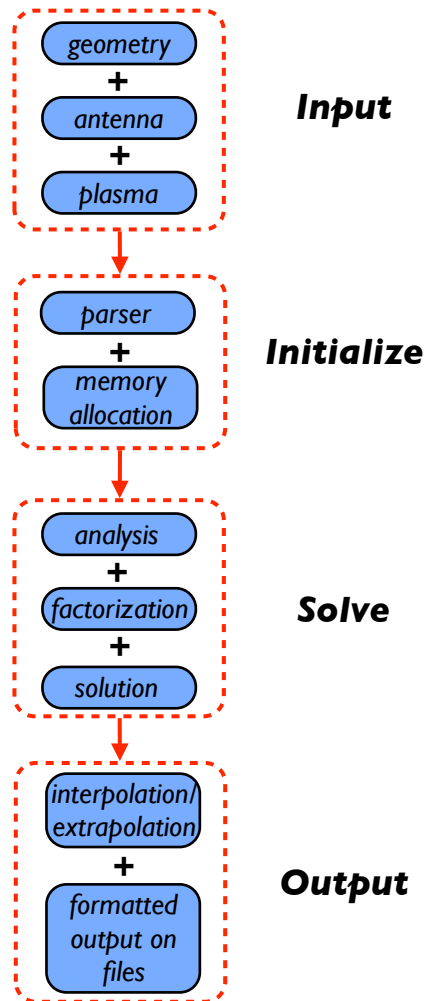 geometry
+
antenna
+
plasma
Input
parser
+
memory
allocation
Initialize
analysis
+
factorization
+
solution
Solve
interpolation/
extrapolation
+
formatted
output on
files
Output